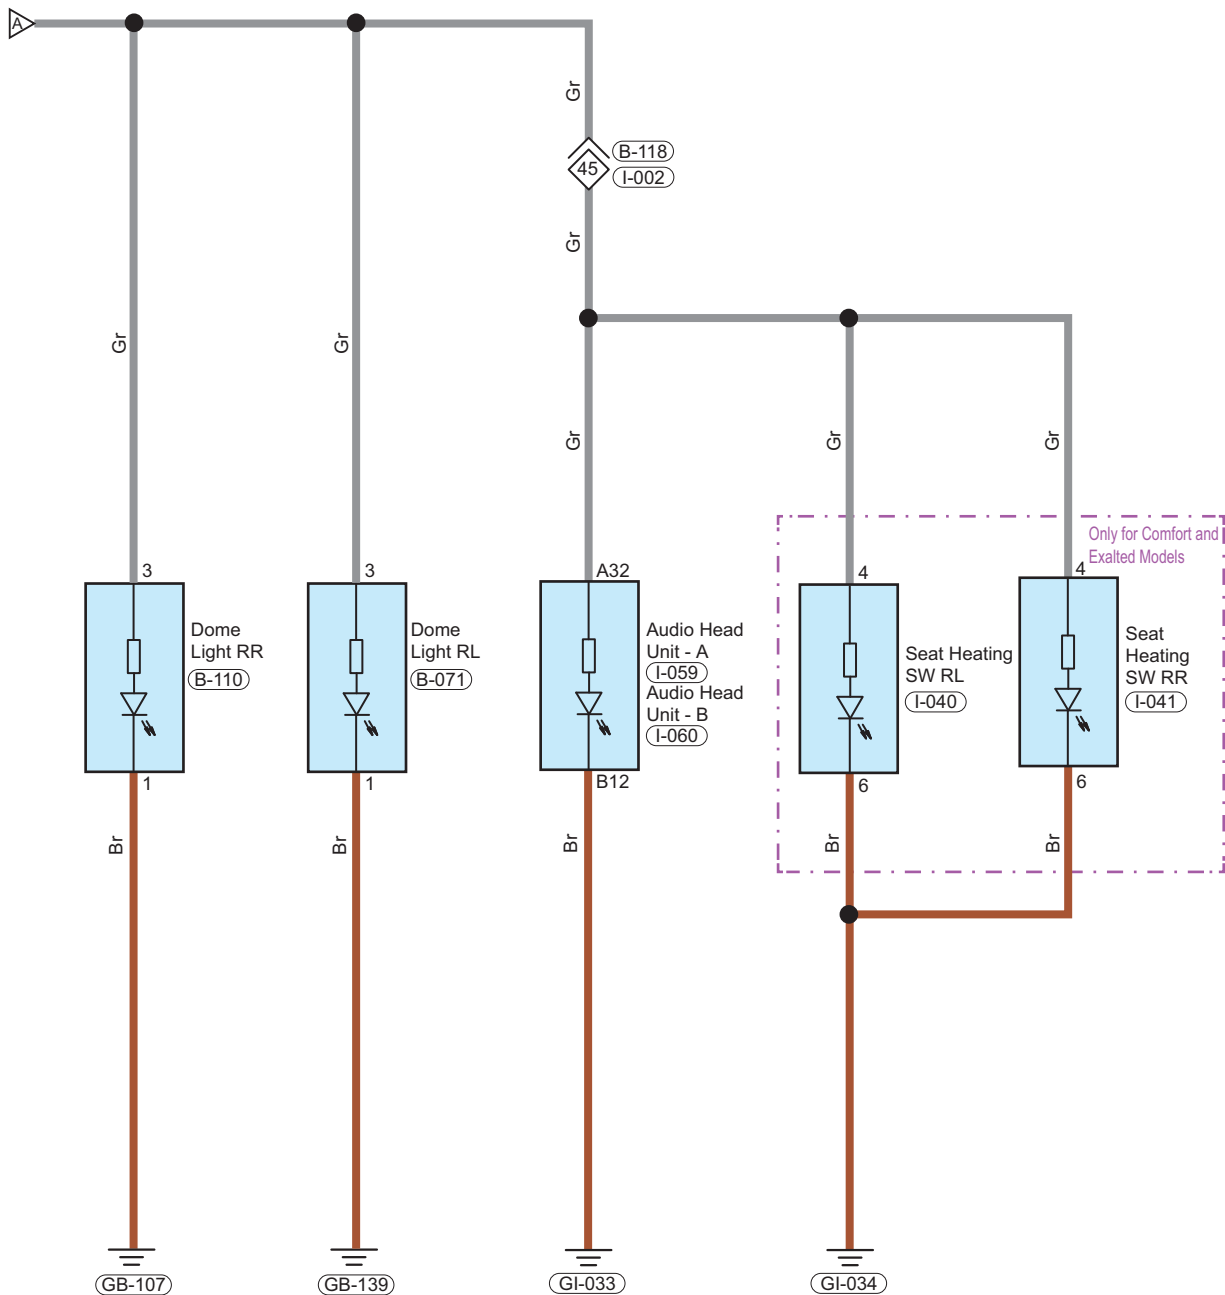 A
Gr
B-118
45
I-002
Gr
Gr
Gr
Gr
Gr
Gr
Only for Comfort and
Exalted Models
3
3
A32
4
4
Dome
Light RR
B-110
Dome
Light RL
B-071
Audio Head
Unit - A
I-059
Audio Head
Unit - B
I-060
Seat Heating
SW RL
I-040
Seat
Heating
SW RR
I-041
1
1
B12
6
6
Br
Br
Br
Br
Br
GB-107
GB-139
GI-033
GI-034